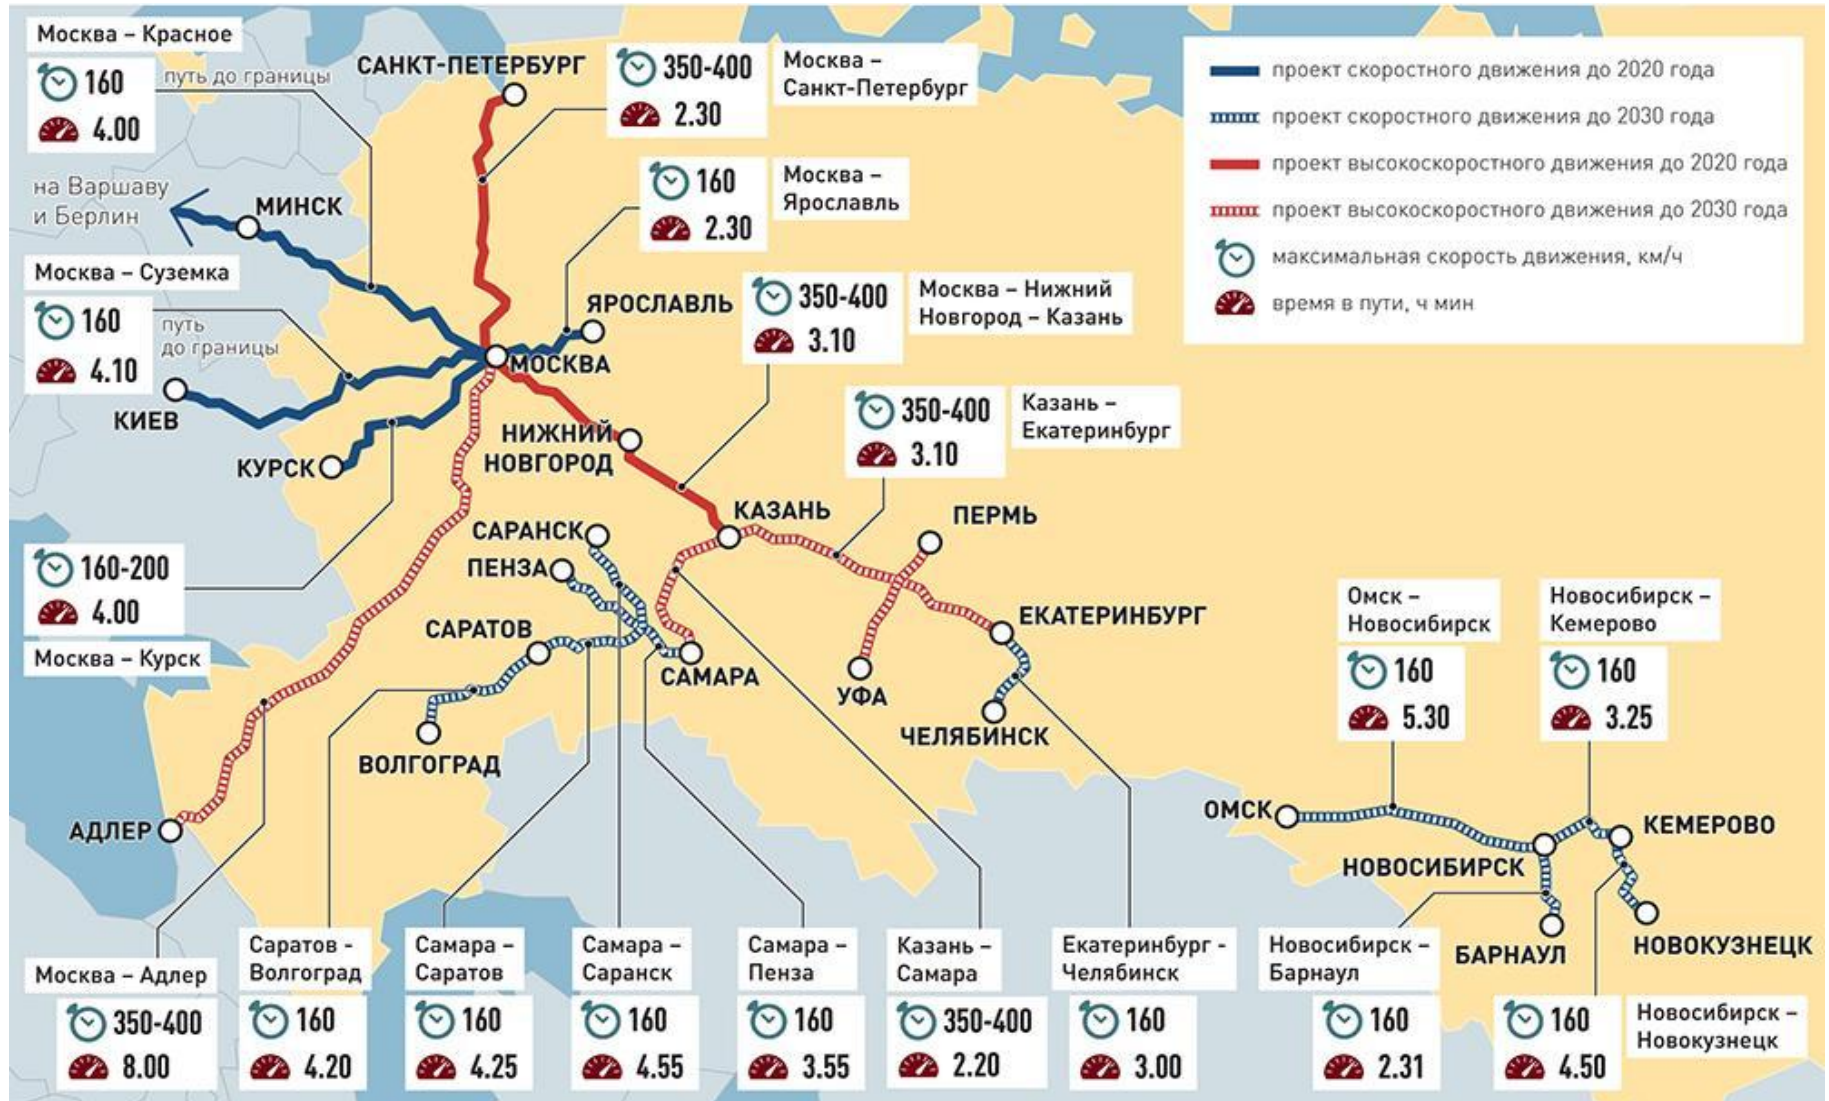 Москва – Красное
160
4.00
путь до границы
САНКТ-ПЕТЕРБУРГ
350-400
2.30
Москва –
Санкт-Петербург
160
2.30
Москва –
Ярославль
проект скоростного движения до 2020 года
проект скоростного движения до 2030 года
проект высокоскоростного движения до 2020 года
проект высокоскоростного движения до 2030 года
максимальная скорость движения, км/ч
время в пути, ч мин
на Варшаву
и Берлин
МИНСК
Москва – Суземка
160
4.10
путь
до границы
ЯРОСЛАВЛЬ
МОСКВА
350-400
3.10
Москва – Нижний
Новгород – Казань
КИЕВ
КУРСК
НИЖНИЙ
НОВГОРОД
350-400
3.10
Казань –
Екатеринбург
160-200
4.00
Москва – Курск
САРАНСК
ПЕНЗА
САРАТОВ
ВОЛГОГРАД
САМАРА
КАЗАНЬ
ПЕРМЬ
УФА
ЕКАТЕРИНБУРГ
ЧЕЛЯБИНСК
Омск –
Новосибирск
160
5.30
Новосибирск –
Кемерово
160
3.25
АДЛЕР
ОМСК
НОВОСИБИРСК
КЕМЕРОВО
БАРНАУЛ
НОВОКУЗНЕЦК
Москва – Адлер
350-400
8.00
Саратов -
Волгоград
160
4.20
Самара –
Саратов
160
4.25
Самара –
Саранск
160
4.55
Самара –
Пенза
160
3.55
Казань –
Самара
350-400
2.20
Екатеринбург -
Челябинск
160
3.00
Новосибирск –
Барнаул
160
2.31
160
4.50
Новосибирск –
Новокузнецк